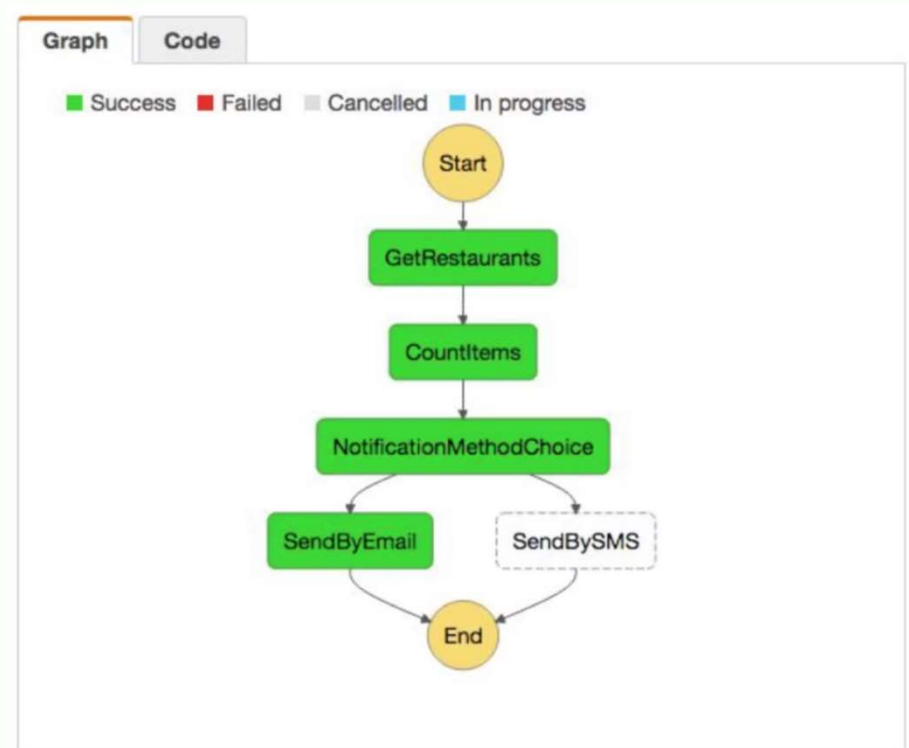 Graph Code
Success Failed Cancelled In progress
Start
GetRestaurants
CountItems
NotificationMethodChoice
SendByEmail SendBySMS
End